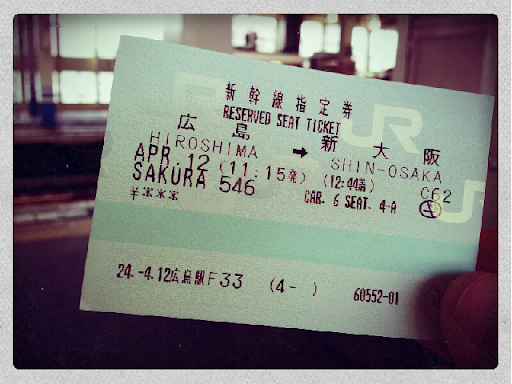 新幹線指定券
RESERVED SEAT TICKET
広島 ➡ 新大阪
HIROSHIMA SHIN-OSAKA
APR.12 (11:15発) (12:44着) C62
SAKURA 546 CAR. 6 SEAT. 4-A Ⓐ
¥***
24.-4.12広島駅F33 (4- ) 60552-01
JR